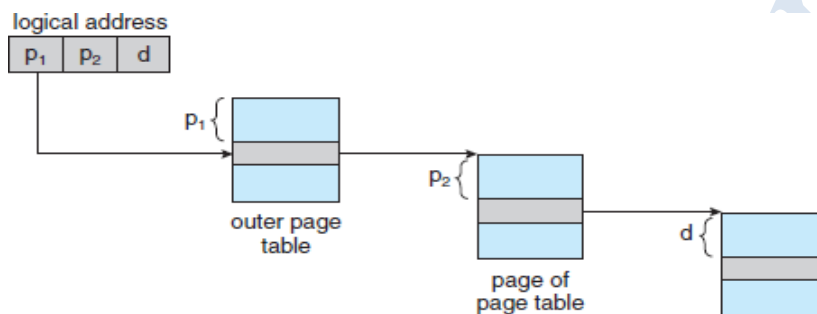 logical address
p₁ p₂ d
p₁
outer page
table
p₂
page of
page table
d